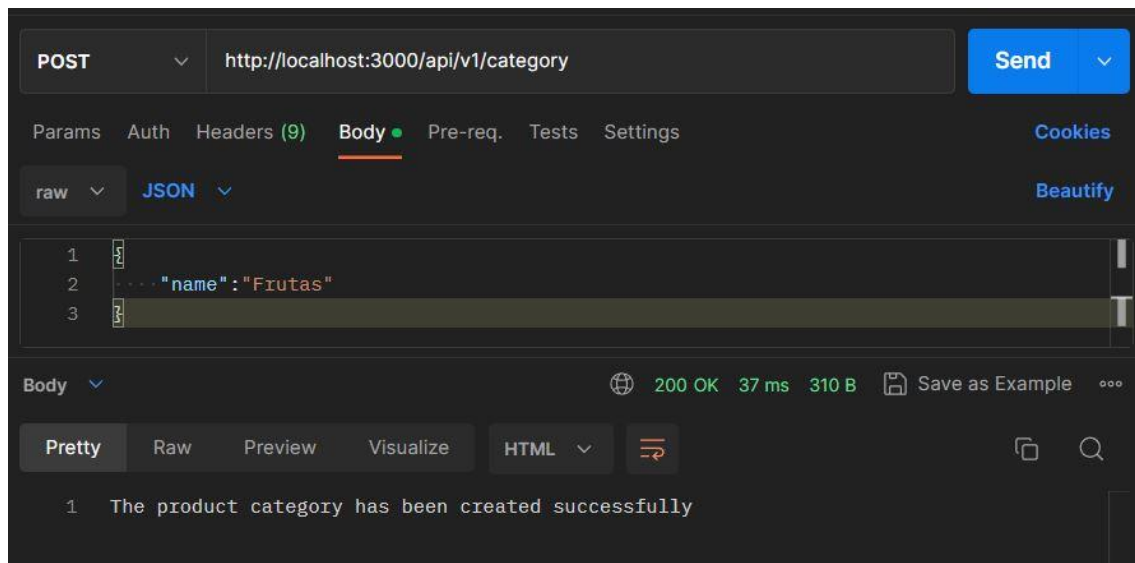 POST http://localhost:3000/api/v1/category Send
Params Auth Headers (9) Body Pre-req. Tests Settings Cookies
raw JSON Beautify
1 {
2 "name":"Frutas"
3 }
Body 200 OK 37 ms 310 B Save as Example
Pretty Raw Preview Visualize HTML
1 The product category has been created successfully